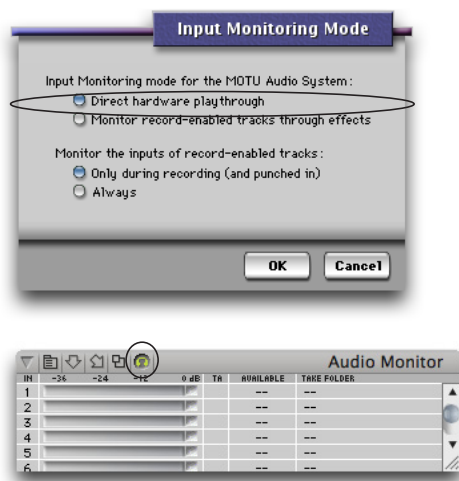 Input Monitoring Mode
Input Monitoring mode for the MOTU Audio System:
Direct hardware playthrough
Monitor record-enabled tracks through effects
Monitor the inputs of record-enabled tracks:
Only during recording (and punched in)
Always
OK Cancel
Audio Monitor
IN -36 -24 -12 0 dB TA AVAILABLE TAKE FOLDER
1 -- --
2 -- --
3 -- --
4 -- --
5 -- --
6 -- --